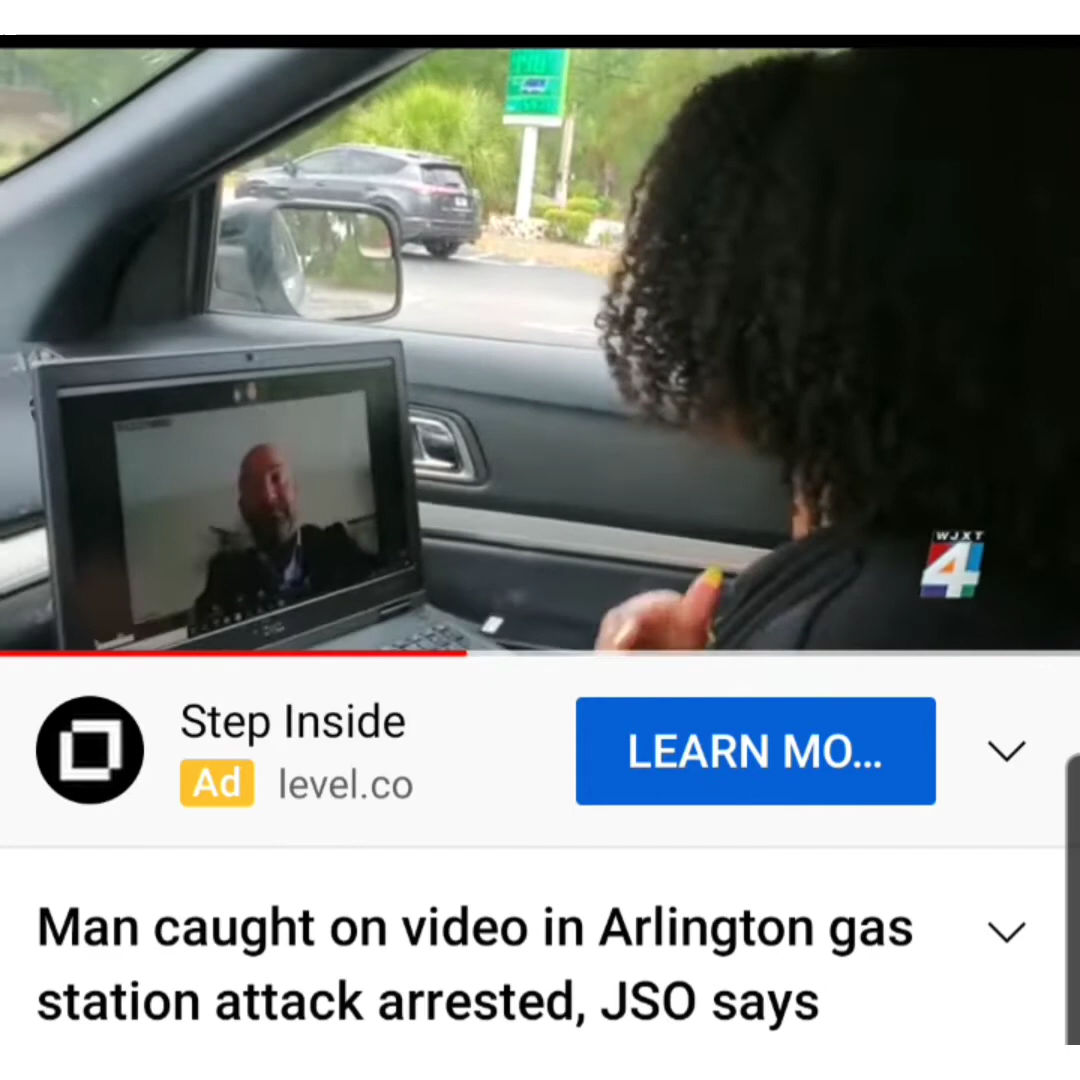 WJXT
4
Step Inside
LEARN MO...
Ad level.co
Man caught on video in Arlington gas
station attack arrested, JSO says